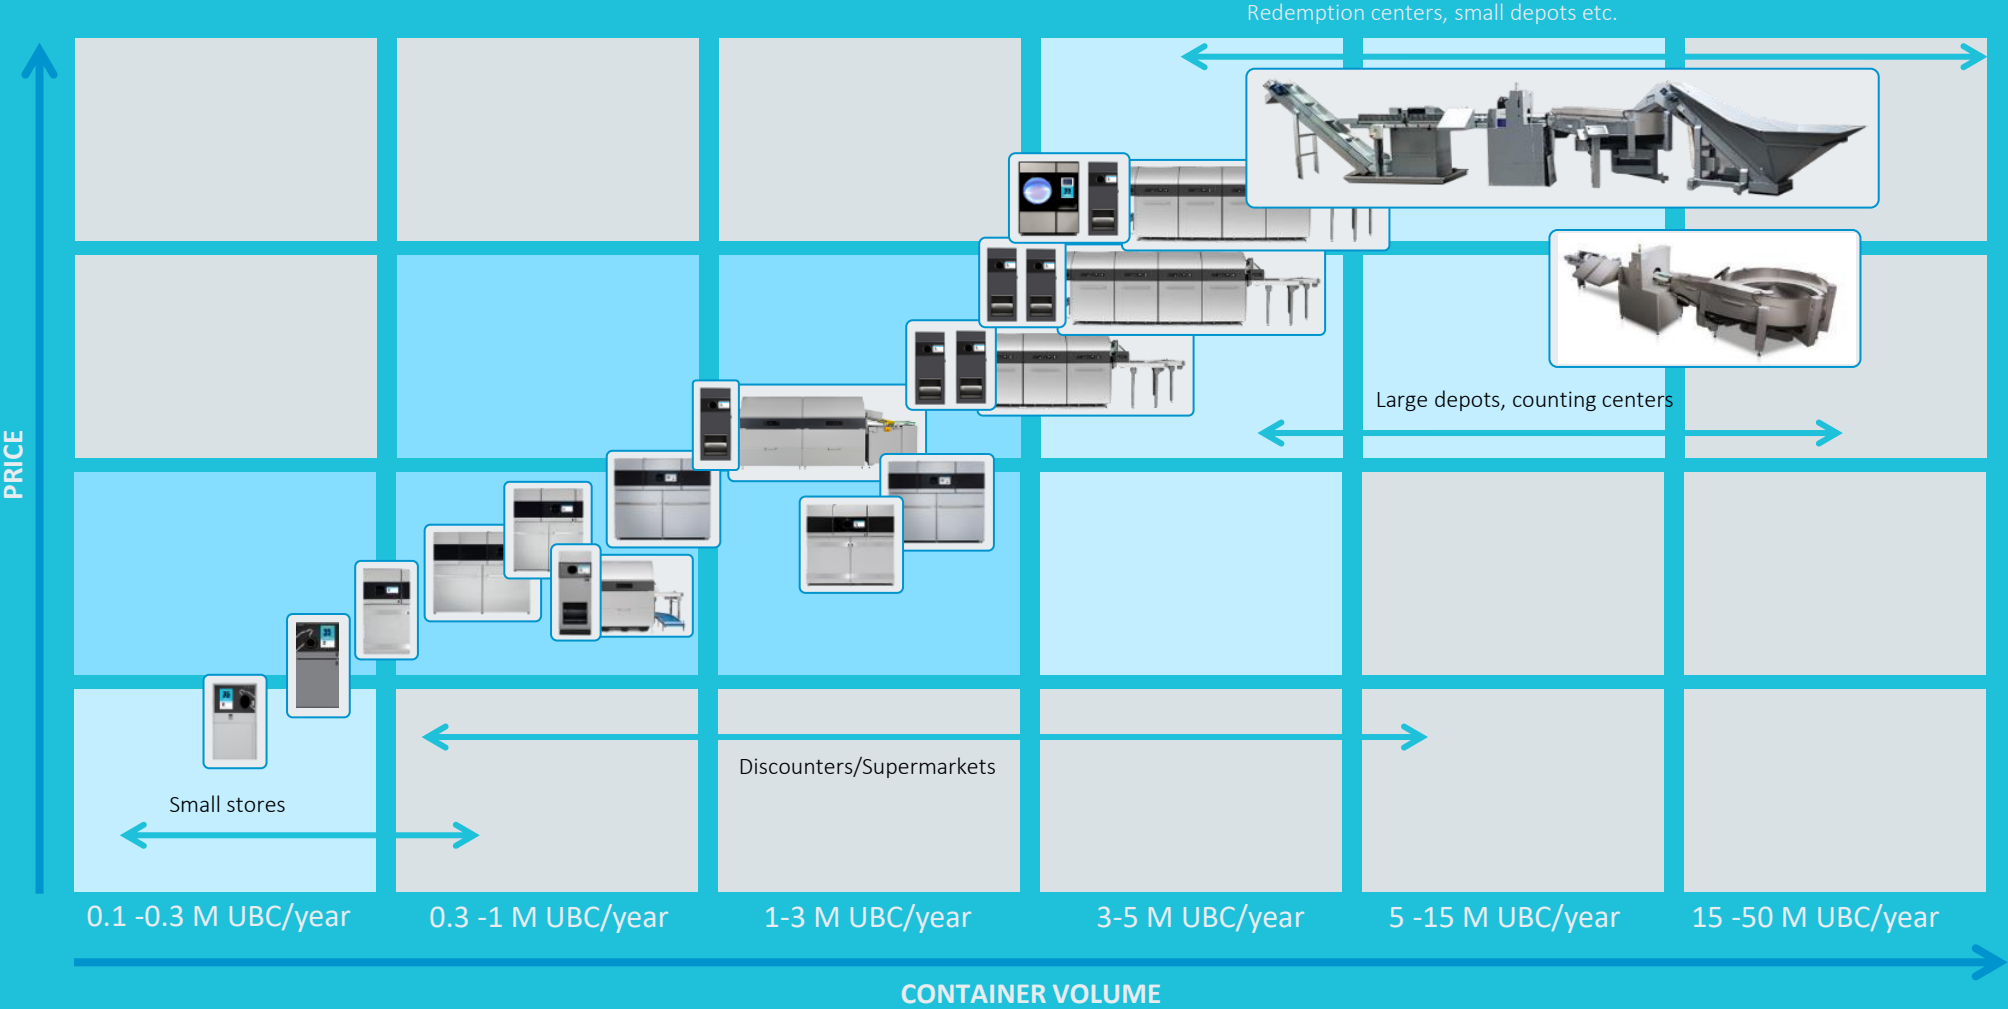 Redemption centers, small depots etc.
PRICE
Large depots, counting centers
Discounters/Supermarkets
Small stores
0.1 -0.3 M UBC/year
0.3 -1 M UBC/year
1-3 M UBC/year
3-5 M UBC/year
5 -15 M UBC/year
15 -50 M UBC/year
CONTAINER VOLUME